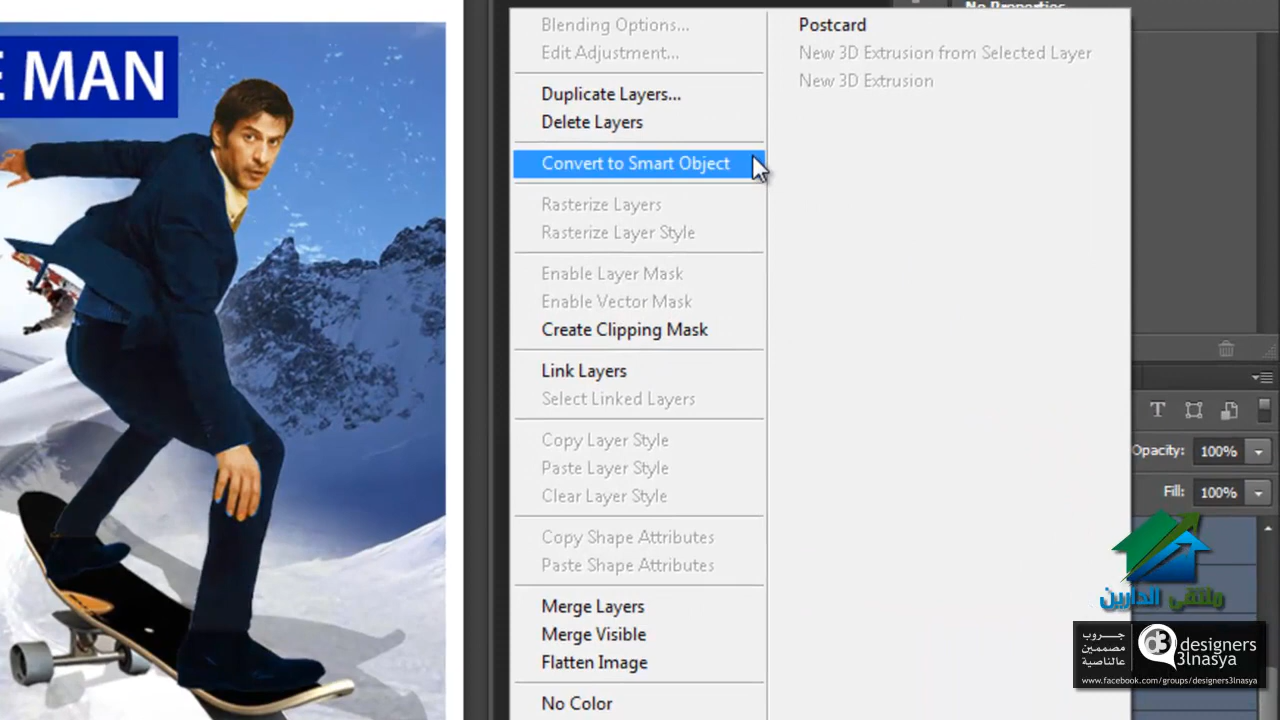 No Properties
E MAN
Blending Options...
Edit Adjustment...
Duplicate Layers...
Delete Layers
Convert to Smart Object
Rasterize Layers
Rasterize Layer Style
Enable Layer Mask
Enable Vector Mask
Create Clipping Mask
Link Layers
Select Linked Layers
Copy Layer Style
Paste Layer Style
Clear Layer Style
Copy Shape Attributes
Paste Shape Attributes
Merge Layers
Merge Visible
Flatten Image
No Color
Postcard
New 3D Extrusion from Selected Layer
New 3D Extrusion
T
Opacity: 100%
Fill: 100%
ملتقى الدارين
جروب
مصممين
عالناصية
d3
designers
3lnasya
www.facebook.com/groups/designers3lnasya